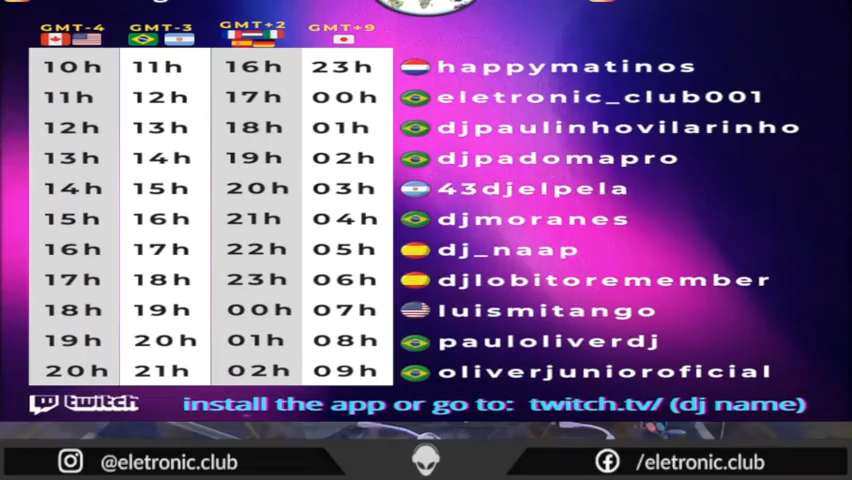 GMT-4 GMT-3 GMT+2 GMT+9
10h 11h 16h 23h happymatinos
11h 12h 17h 00h eletronic_club001
12h 13h 18h 01h djpaulinhovilarinho
13h 14h 19h 02h djpadomapro
14h 15h 20h 03h 43djelpela
15h 16h 21h 04h djmoranes
16h 17h 22h 05h dj_naap
17h 18h 23h 06h djlobitoremember
18h 19h 00h 07h luismitango
19h 20h 01h 08h pauloliverdj
20h 21h 02h 09h oliverjunioroficial
twitch install the app or go to: twitch.tv/ (dj name)
@eletronic.club /eletronic.club